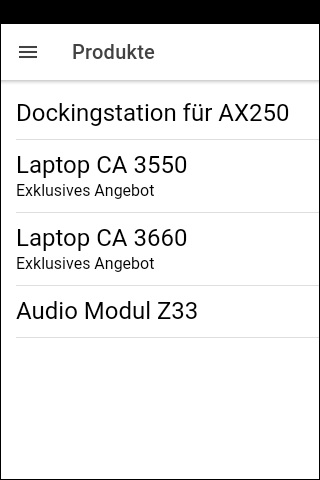 Produkte
Dockingstation für AX250
Laptop CA 3550
Exklusives Angebot
Laptop CA 3660
Exklusives Angebot
Audio Modul Z33